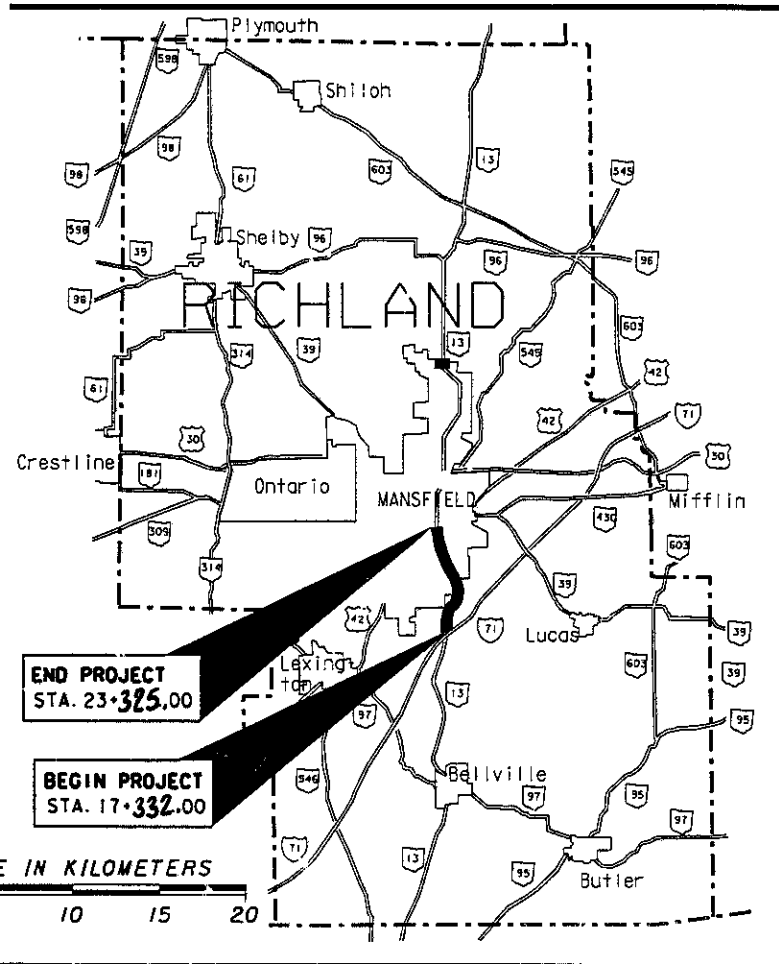 Plymouth
598
Shiloh
98
13
98
603
545
61
598
Shelby
96
39
96
96
98
RICHLAND
603
314
39
13
545
42
61
42
71
30
30
Crestline
181
Ontario
MANSFIELD
Mifflin
309
430
603
314
39
42
71
Lucas
39
END PROJECT
STA. 23+325.00
Lexing-
ton
603
39
13
97
95
BEGIN PROJECT
STA. 17+332.00
Bellville
546
97
95
97
71
13
95
Butler
E IN KILOMETERS
10 15 20